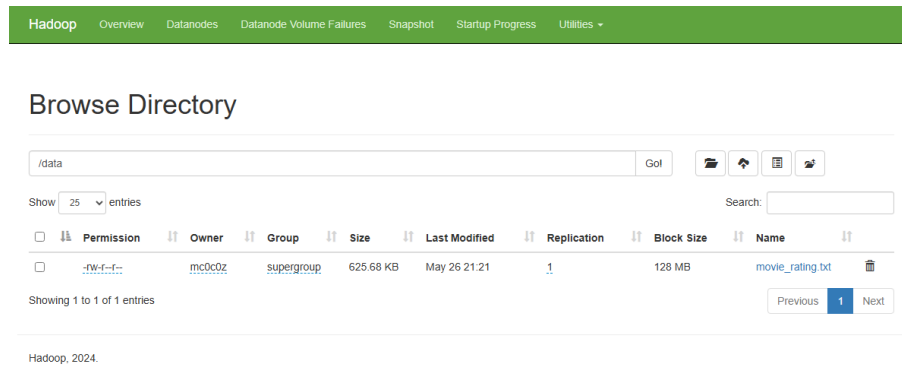 Hadoop Overview Datanodes Datanode Volume Failures Snapshot Startup Progress Utilities
Browse Directory
/data Go!
Show 25 entries Search:
Permission Owner Group Size Last Modified Replication Block Size Name
-rw-r--r-- mc0c0z supergroup 625.68 KB May 26 21:21 1 128 MB movie_rating.txt
Showing 1 to 1 of 1 entries Previous 1 Next
Hadoop, 2024.